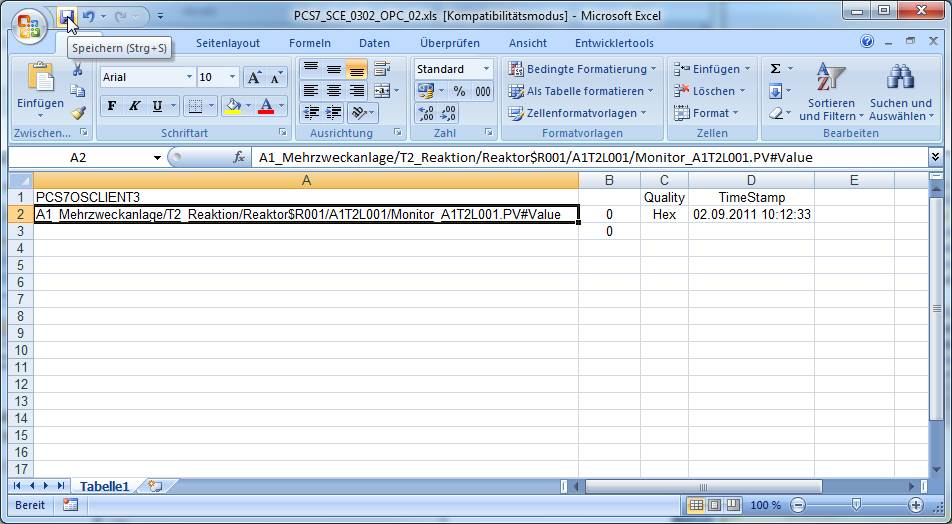 PCS7_SCE_0302_OPC_02.xls [Kompatibilitätsmodus] - Microsoft Excel
Speichern (Strg+S)
Seitenlayout Formeln Daten Überprüfen Ansicht Entwicklertools
Einfügen
Zwischen...
Arial 10
F K U
Schriftart
Ausrichtung
Standard
% 000
Zahl
Bedingte Formatierung
Als Tabelle formatieren
Zellenformatvorlagen
Formatvorlagen
Einfügen
Löschen
Format
Zellen
Σ
Sortieren und Filtern
Suchen und Auswählen
Bearbeiten
A2 fx A1_Mehrzweckanlage/T2_Reaktion/Reaktor$R001/A1T2L001/Monitor_A1T2L001.PV#Value
A B C D E
1 PCS7OSCLIENT3 Quality TimeStamp
2 A1_Mehrzweckanlage/T2_Reaktion/Reaktor$R001/A1T2L001/Monitor_A1T2L001.PV#Value 0 Hex 02.09.2011 10:12:33
3 0
4
5
6
7
8
9
10
11
12
13
14
15
16
17
Tabelle1
Bereit 100 %